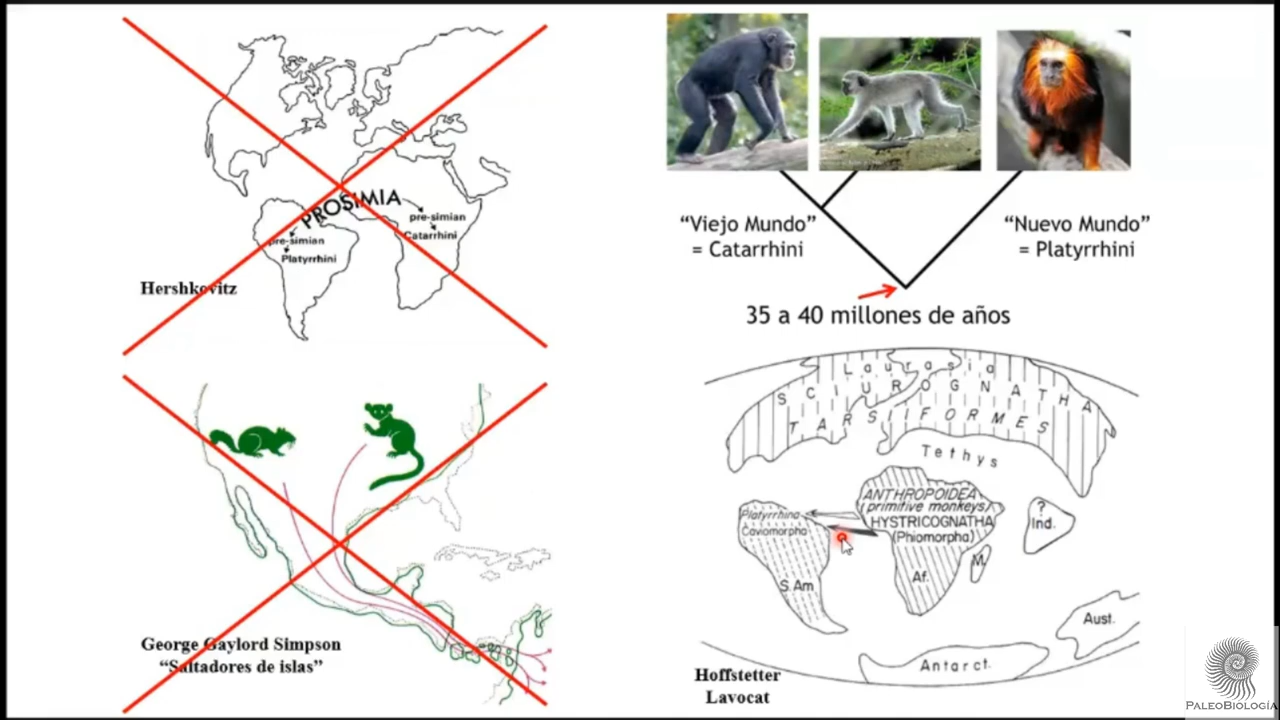 PROSIMIA
pre-simian
Catarrhini
pre-simian
Platyrrhini
Hershkovitz
George Gaylord Simpson
“Saltadores de islas”
“Viejo Mundo”
= Catarrhini
“Nuevo Mundo”
= Platyrrhini
35 a 40 millones de años
Laurasia
SCIUROGNATHA
TARSIIFORMES
Tethys
ANTHROPOIDEA
(primitive monkeys)
HYSTRICOGNATHA
(Phiomorpha)
Platyrrhina
Caviomorpha
?
Ind.
M.
S.Am
Af.
Aust.
Antarct.
Hoffstetter
Lavocat
PALEOBIOLOGÍA